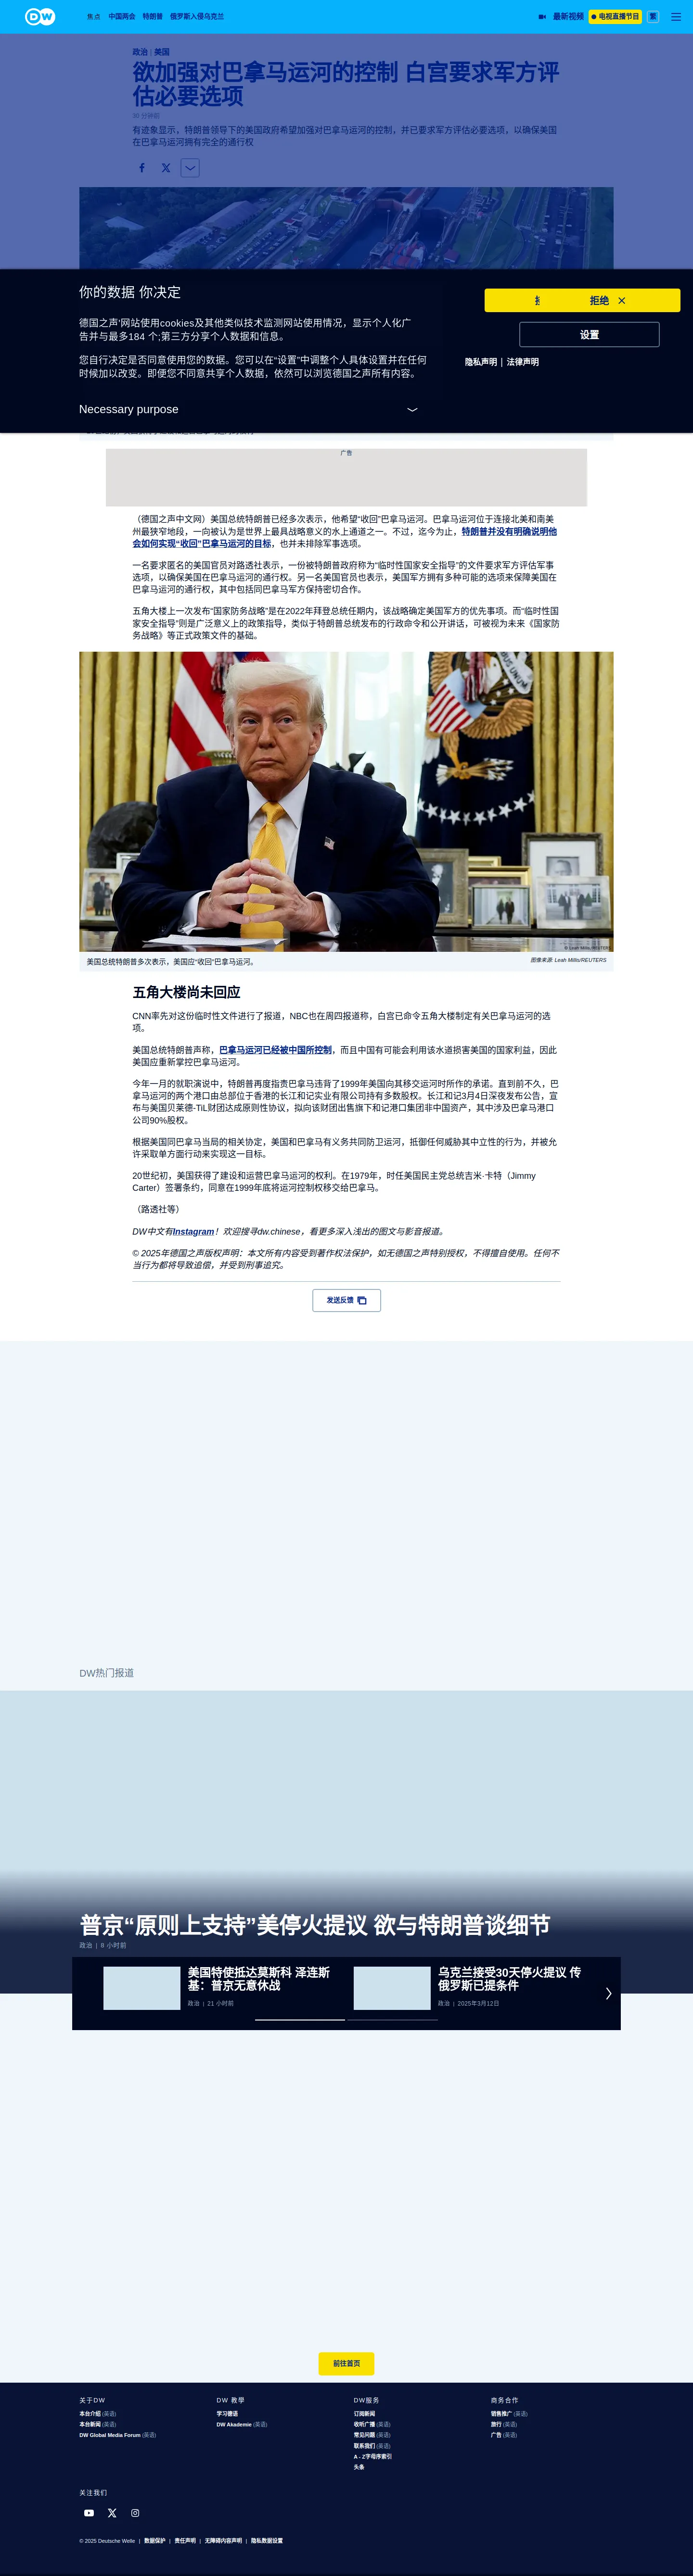 DW
焦点 中国两会 特朗普 俄罗斯入侵乌克兰
最新视频 电视直播节目 繁
政治 | 美国
欲加强对巴拿马运河的控制 白宫要求军方评
估必要选项
30 分钟前
有迹象显示，特朗普领导下的美国政府希望加强对巴拿马运河的控制，并已要求军方评估必要选项，以确保美国
在巴拿马运河拥有完全的通行权
你的数据 你决定
德国之声‘网站使用cookies及其他类似技术监测网站使用情况，显示个人化广
告，并与最多184 个;第三方分享个人数据和信息。
您自行决定是否同意使用您的数据。您可以在“设置”中调整个人具体设置并在任何
时候加以改变。即便您不同意共享个人数据，依然可以浏览德国之声所有内容。
Necessary purpose
拒绝
设置
隐私声明 | 法律声明
广告
（德国之声中文网）美国总统特朗普已经多次表示，他希望“收回”巴拿马运河。巴拿马运河位于连接北美和南美
州最狭窄地段，一向被认为是世界上最具战略意义的水上通道之一。不过，迄今为止，特朗普并没有明确说明他
会如何实现“收回”巴拿马运河的目标，也并未排除军事选项。
一名要求匿名的美国官员对路透社表示，一份被特朗普政府称为“临时性国家安全指导”的文件要求军方评估军事
选项，以确保美国在巴拿马运河的通行权。另一名美国官员也表示，美国军方拥有多种可能的选项来保障美国在
巴拿马运河的通行权，其中包括同巴拿马军方保持密切合作。
五角大楼上一次发布“国家防务战略”是在2022年拜登总统任期内，该战略确定美国军方的优先事项。而“临时性国
家安全指导”则是广泛意义上的政策指导，类似于特朗普总统发布的行政命令和公开讲话，可被视为未来《国家防
务战略》等正式政策文件的基础。
© Leah Millis/REUTERS
美国总统特朗普多次表示，美国应“收回”巴拿马运河。
图像来源: Leah Millis/REUTERS
五角大楼尚未回应
CNN率先对这份临时性文件进行了报道，NBC也在周四报道称，白宫已命令五角大楼制定有关巴拿马运河的选
项。
美国总统特朗普声称，巴拿马运河已经被中国所控制，而且中国有可能会利用该水道损害美国的国家利益，因此
美国应重新掌控巴拿马运河。
今年一月的就职演说中，特朗普再度指责巴拿马违背了1999年美国向其移交运河时所作的承诺。直到前不久，巴
拿马运河的两个港口由总部位于香港的长江和记实业有限公司持有多数股权。长江和记3月4日深夜发布公告，宣
布与美国贝莱德-TiL财团达成原则性协议，拟向该财团出售旗下和记港口集团非中国资产，其中涉及巴拿马港口
公司90%股权。
根据美国同巴拿马当局的相关协定，美国和巴拿马有义务共同防卫运河，抵御任何威胁其中立性的行为，并被允
许采取单方面行动来实现这一目标。
20世纪初，美国获得了建设和运营巴拿马运河的权利。在1979年，时任美国民主党总统吉米·卡特（Jimmy
Carter）签署条约，同意在1999年底将运河控制权移交给巴拿马。
（路透社等）
DW中文有Instagram！欢迎搜寻dw.chinese，看更多深入浅出的图文与影音报道。
© 2025年德国之声版权声明：本文所有内容受到著作权法保护，如无德国之声特别授权，不得擅自使用。任何不
当行为都将导致追偿，并受到刑事追究。
发送反馈
DW热门报道
普京“原则上支持”美停火提议 欲与特朗普谈细节
政治 | 8 小时前
美国特使抵达莫斯科 泽连斯
基：普京无意休战
政治 | 21 小时前
乌克兰接受30天停火提议 传
俄罗斯已提条件
政治 | 2025年3月12日
前往首页
关于DW
本台介绍 (英语)
本台新闻 (英语)
DW Global Media Forum (英语)
DW 教學
学习德语
DW Akademie (英语)
DW服务
订阅新闻
收听广播 (英语)
常见问题 (英语)
联系我们 (英语)
A - Z字母序索引
头条
商务合作
销售推广 (英语)
旅行 (英语)
广告 (英语)
关注我们
© 2025 Deutsche Welle | 数据保护 | 责任声明 | 无障碍内容声明 | 隐私数据设置